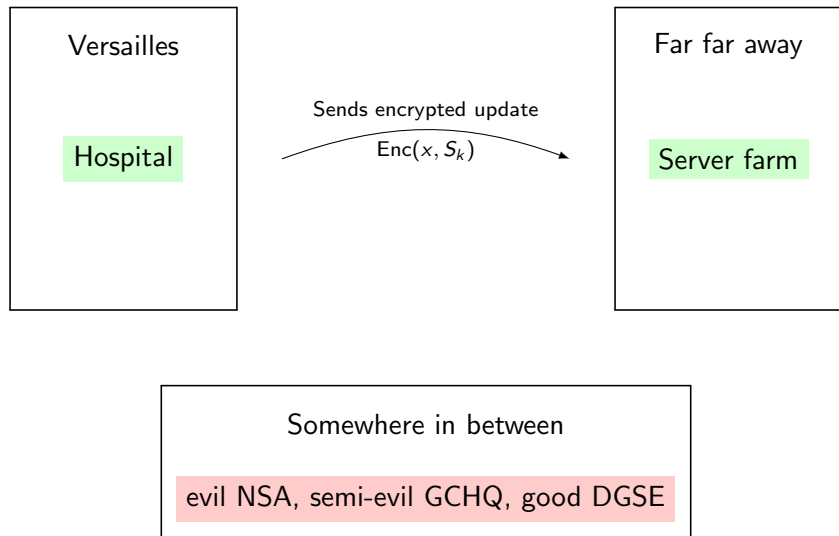 Versailles
Hospital
Sends encrypted update
Enc(x, Sₖ)
Far far away
Server farm
Somewhere in between
evil NSA, semi-evil GCHQ, good DGSE